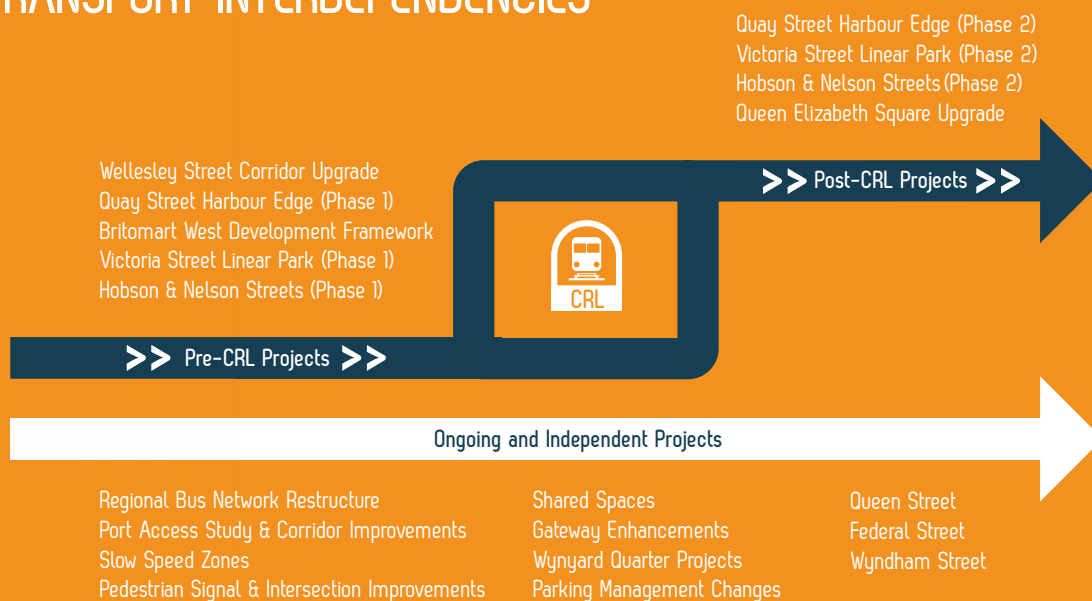 TRANSPORT INTERDEPENDENCIES
Quay Street Harbour Edge (Phase 2)
Victoria Street Linear Park (Phase 2)
Hobson & Nelson Streets (Phase 2)
Queen Elizabeth Square Upgrade
Wellesley Street Corridor Upgrade
Quay Street Harbour Edge (Phase 1)
Britomart West Development Framework
Victoria Street Linear Park (Phase 1)
Hobson & Nelson Streets (Phase 1)
>> Post-CRL Projects >>
CRL
>> Pre-CRL Projects >>
Ongoing and Independent Projects
Regional Bus Network Restructure
Port Access Study & Corridor Improvements
Slow Speed Zones
Pedestrian Signal & Intersection Improvements
Shared Spaces
Gateway Enhancements
Wynyard Quarter Projects
Parking Management Changes
Queen Street
Federal Street
Wyndham Street